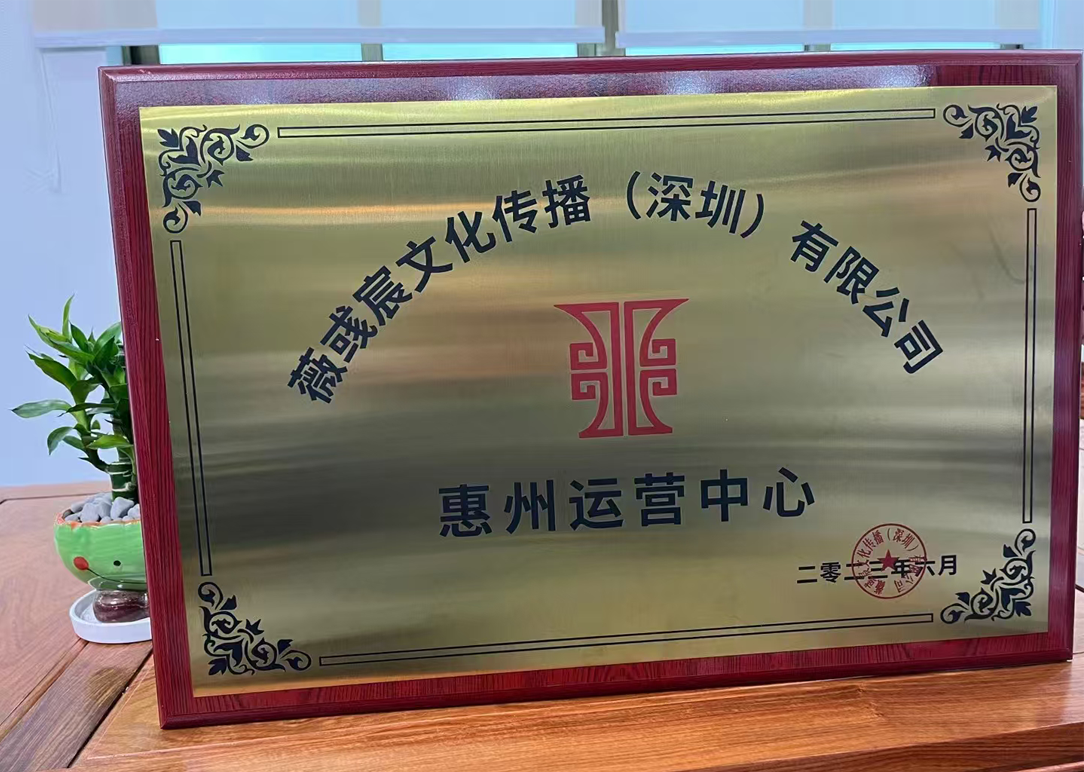 薇彧宸文化传播（深圳）有限公司
惠州运营中心
二零二三年六月